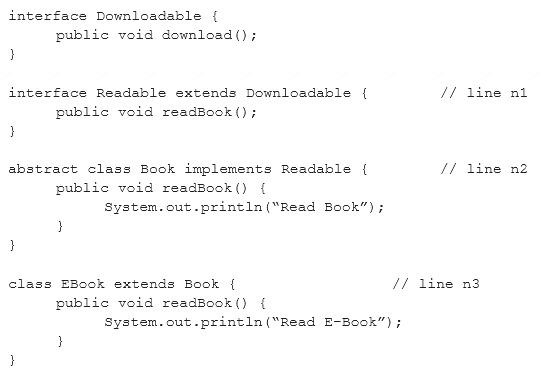 interface Downloadable {
public void download();
}
interface Readable extends Downloadable { // line n1
public void readBook();
}
abstract class Book implements Readable { // line n2
public void readBook() {
System.out.println(“Read Book”);
}
}
class EBook extends Book { // line n3
public void readBook() {
System.out.println(“Read E-Book”);
}
}